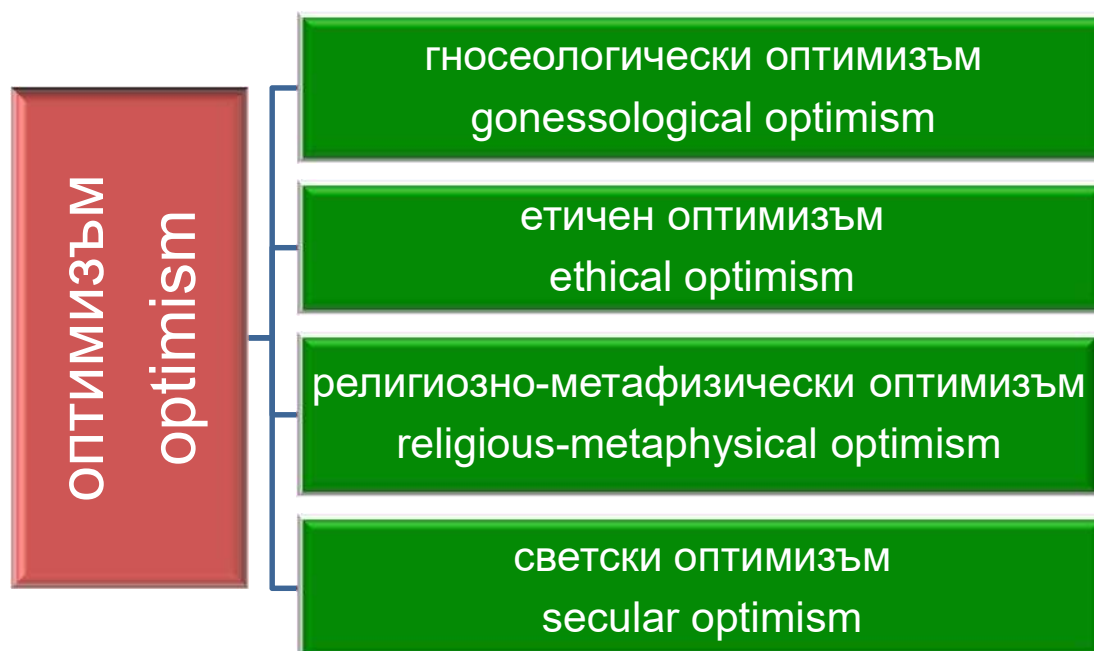 оптимизъм
optimism
гносеологически оптимизъм
gonessological optimism
етичен оптимизъм
ethical optimism
религиозно-метафизически оптимизъм
religious-metaphysical optimism
светски оптимизъм
secular optimism